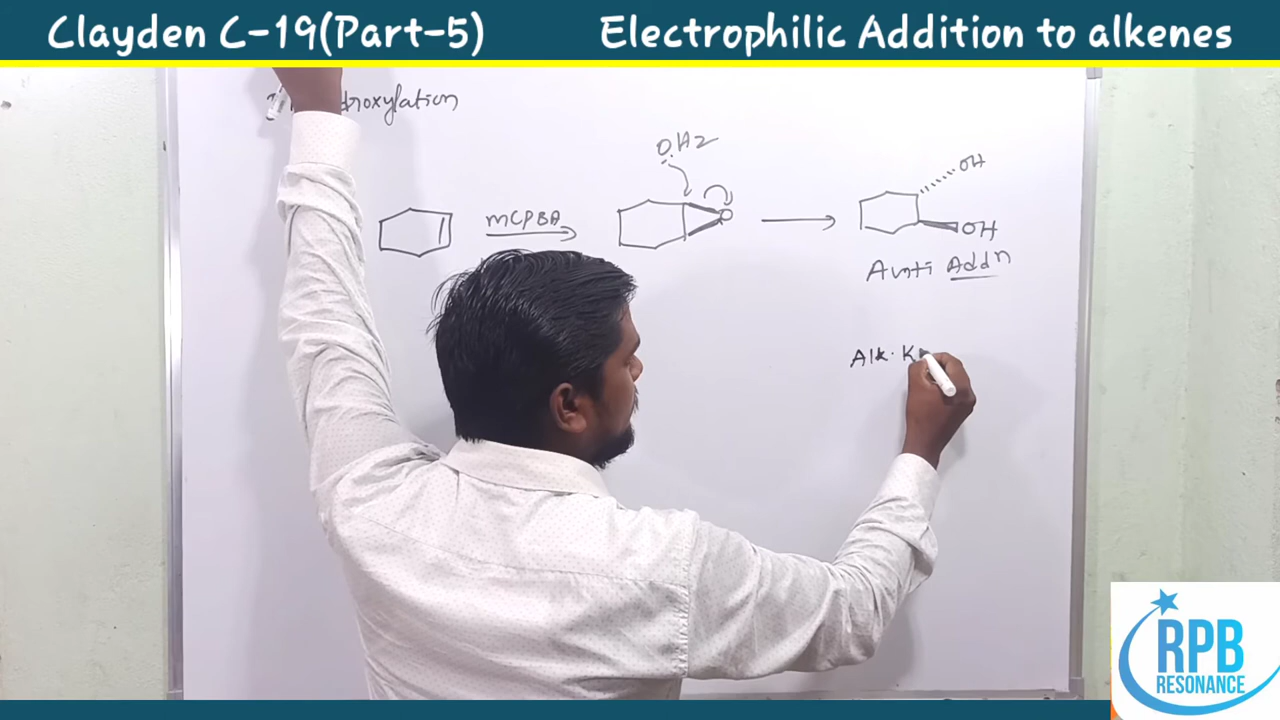 Clayden C-19(Part-5) Electrophilic Addition to alkenes
droxylation
OH2
OH
mCPBA
O
OH
Anti Addn
Alk. K
RPB
RESONANCE